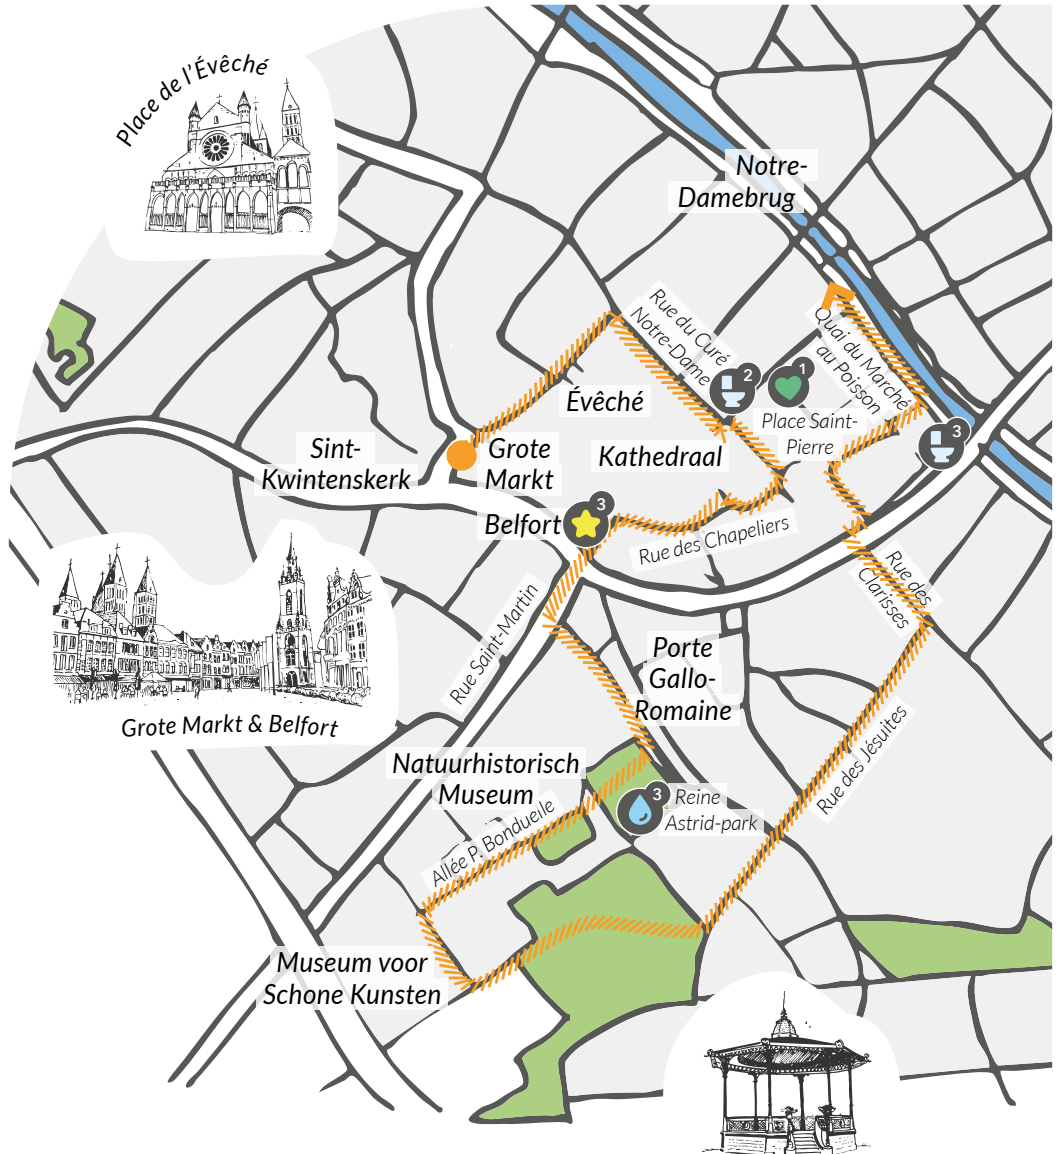 Place de l'Évêché
Notre-
Damebrug
Rue du Curé
Notre-Dame
2
1
Quai du Marché
au Poisson
Évêché
Place Saint-
Pierre
3
Sint-
Kwintenskerk
Grote
Markt
Kathedraal
Belfort
3
Rue des Chapeliers
Rue des
Clarisses
Rue Saint-Martin
Porte
Gallo-
Romaine
Grote Markt & Belfort
Rue des Jésuites
Natuurhistorisch
Museum
3
Reine
Astrid-park
Allée P. Bonduelle
Museum voor
Schone Kunsten